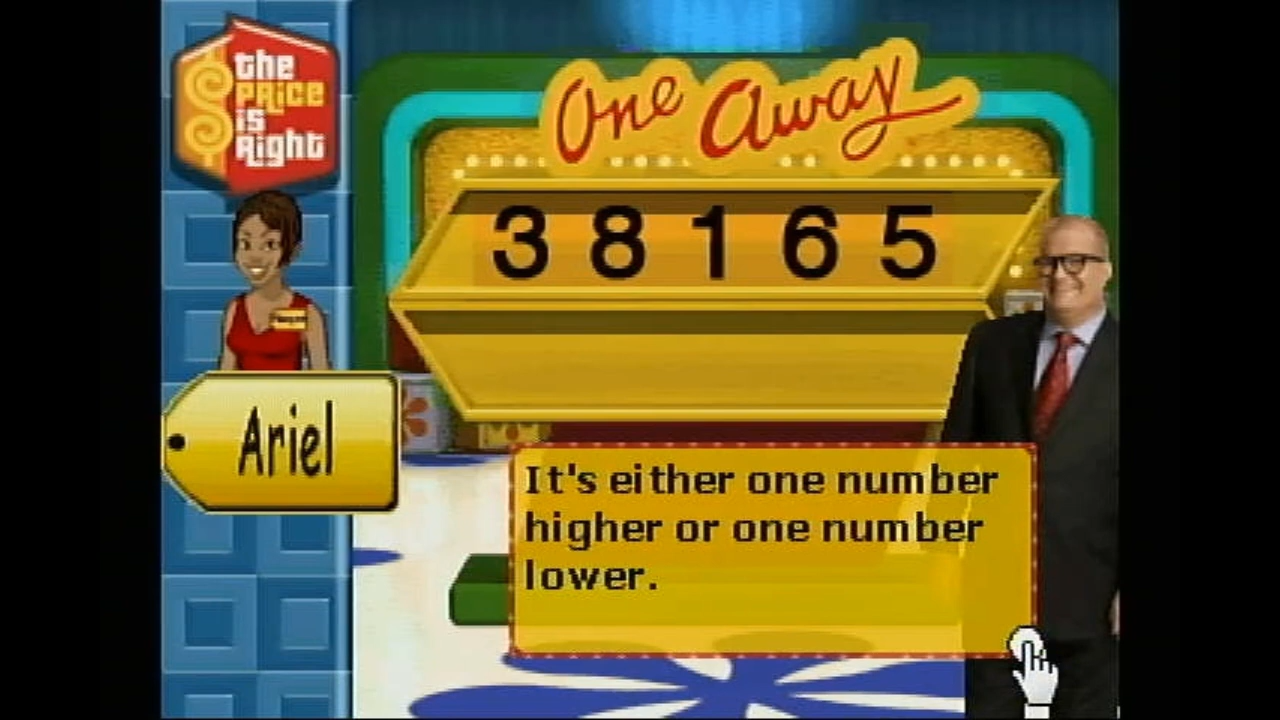 the
PRICE
is
Right
One Away
3 8 1 6 5
Ariel
It's either one number
higher or one number
lower.